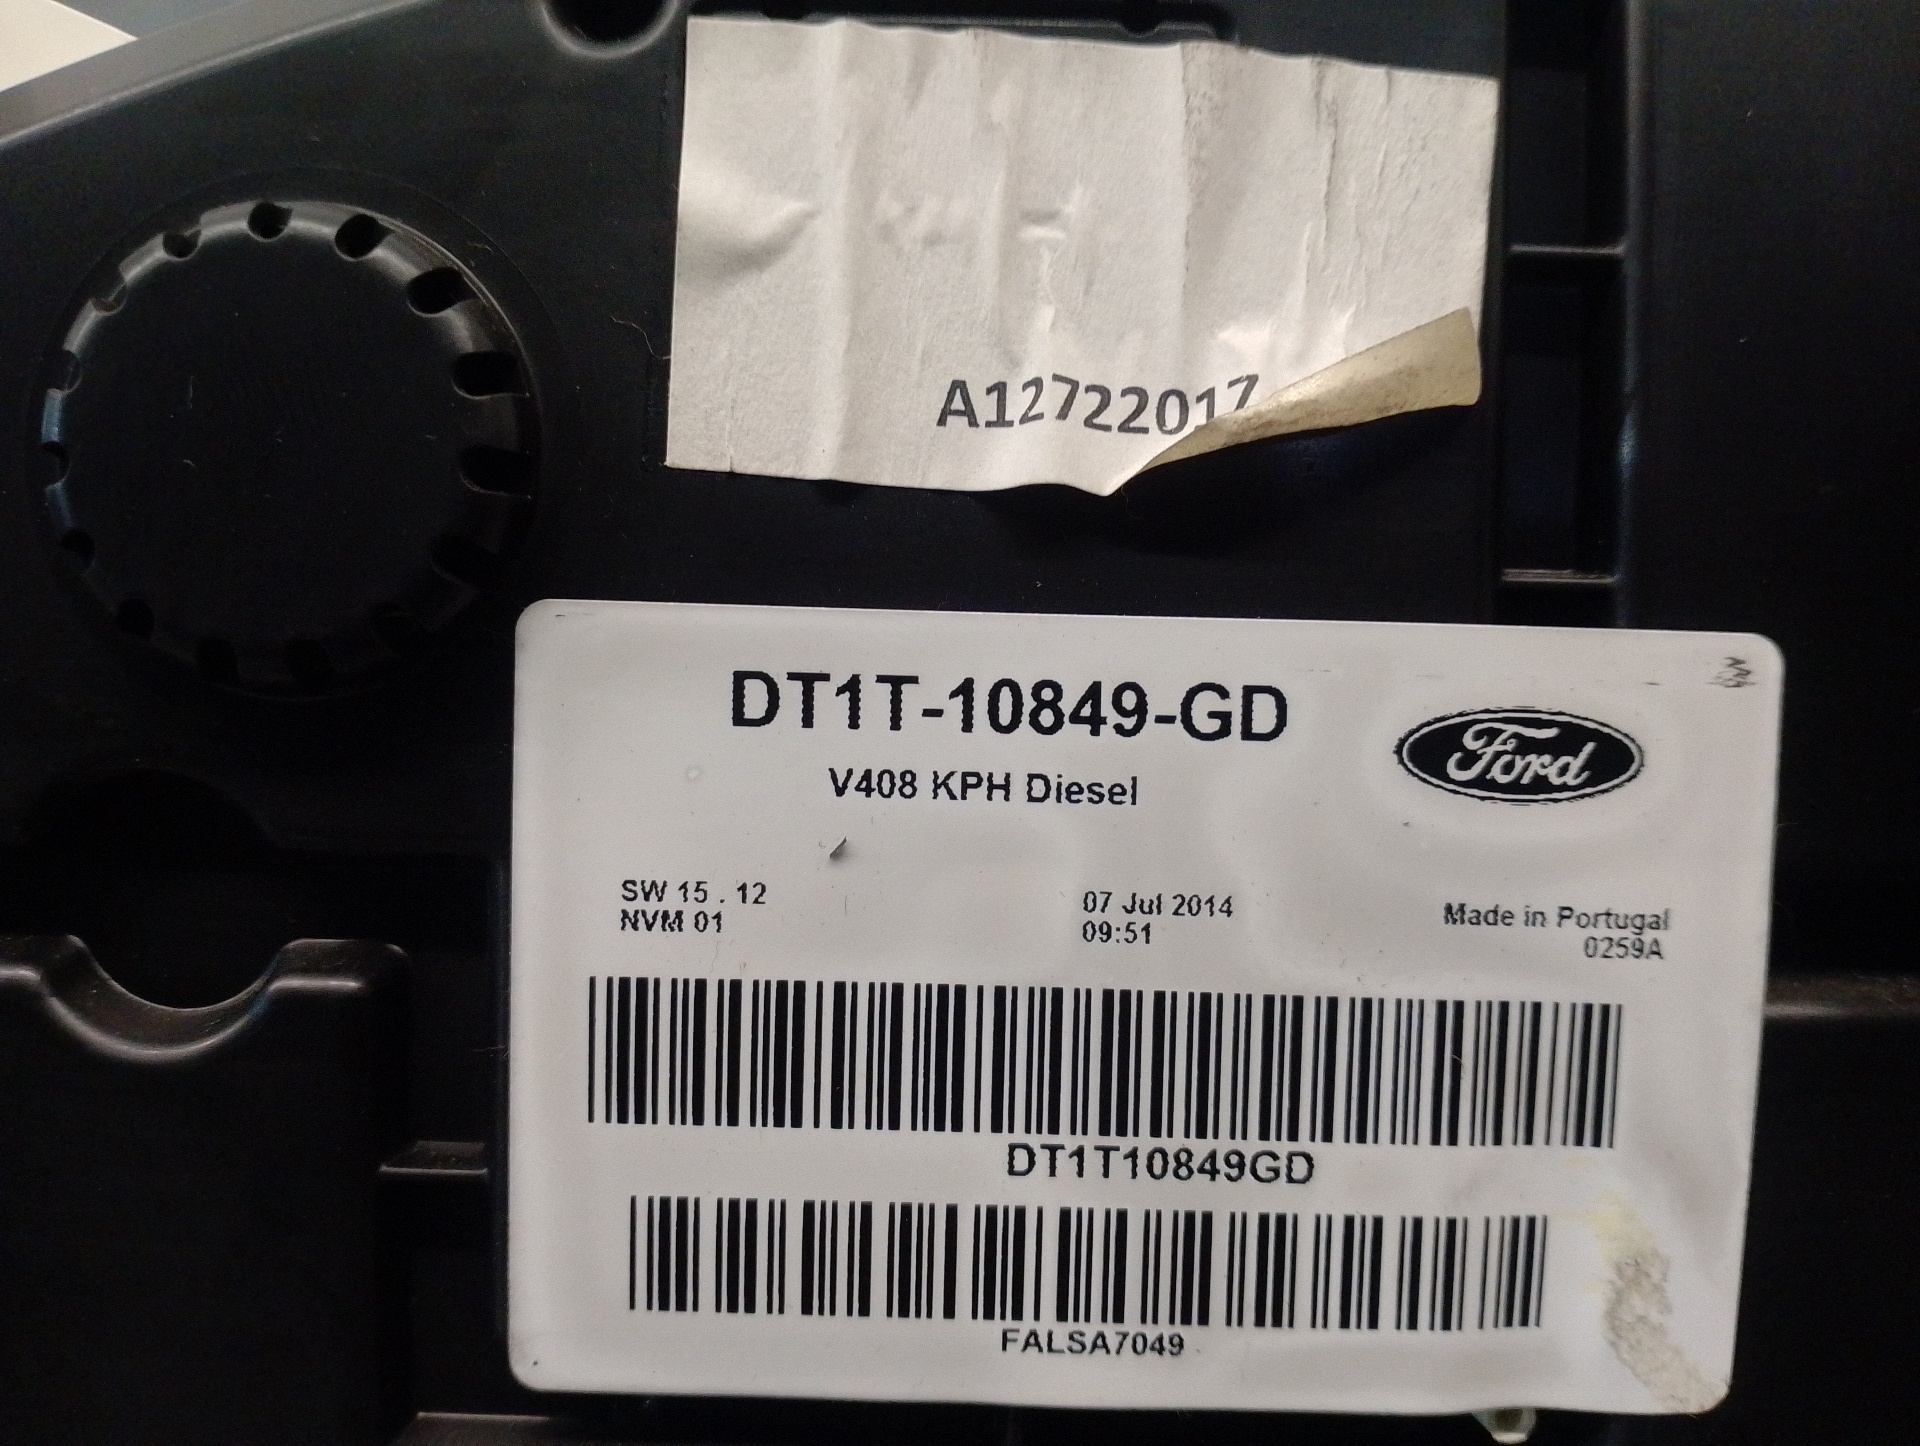 A12722017
DT1T-10849-GD
Ford
V408 KPH Diesel
SW 15 . 12
NVM 01
07 Jul 2014
09:51
Made in Portugal
0259A
DT1T10849GD
FALSA7049